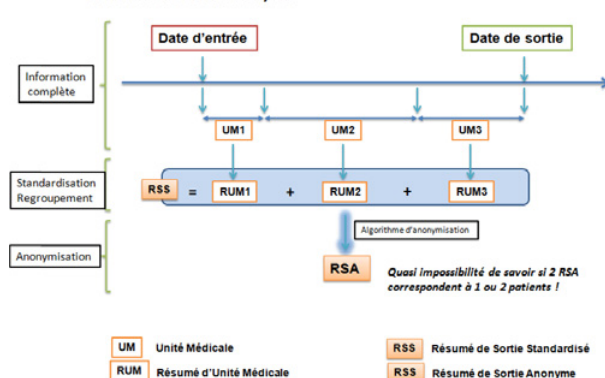 Date d'entrée
Date de sortie
Information
complète
UM1
UM2
UM3
Standardisation
Regroupement
RSS
=
RUM1
+
RUM2
+
RUM3
Algorithme d'anonymisation
Anonymisation
RSA
Quasi impossibilité de savoir si 2 RSA
correspondent à 1 ou 2 patients !
UM Unité Médicale
RSS Résumé de Sortie Standardisé
RUM Résumé d'Unité Médicale
RSS Résumé de Sortie Anonyme